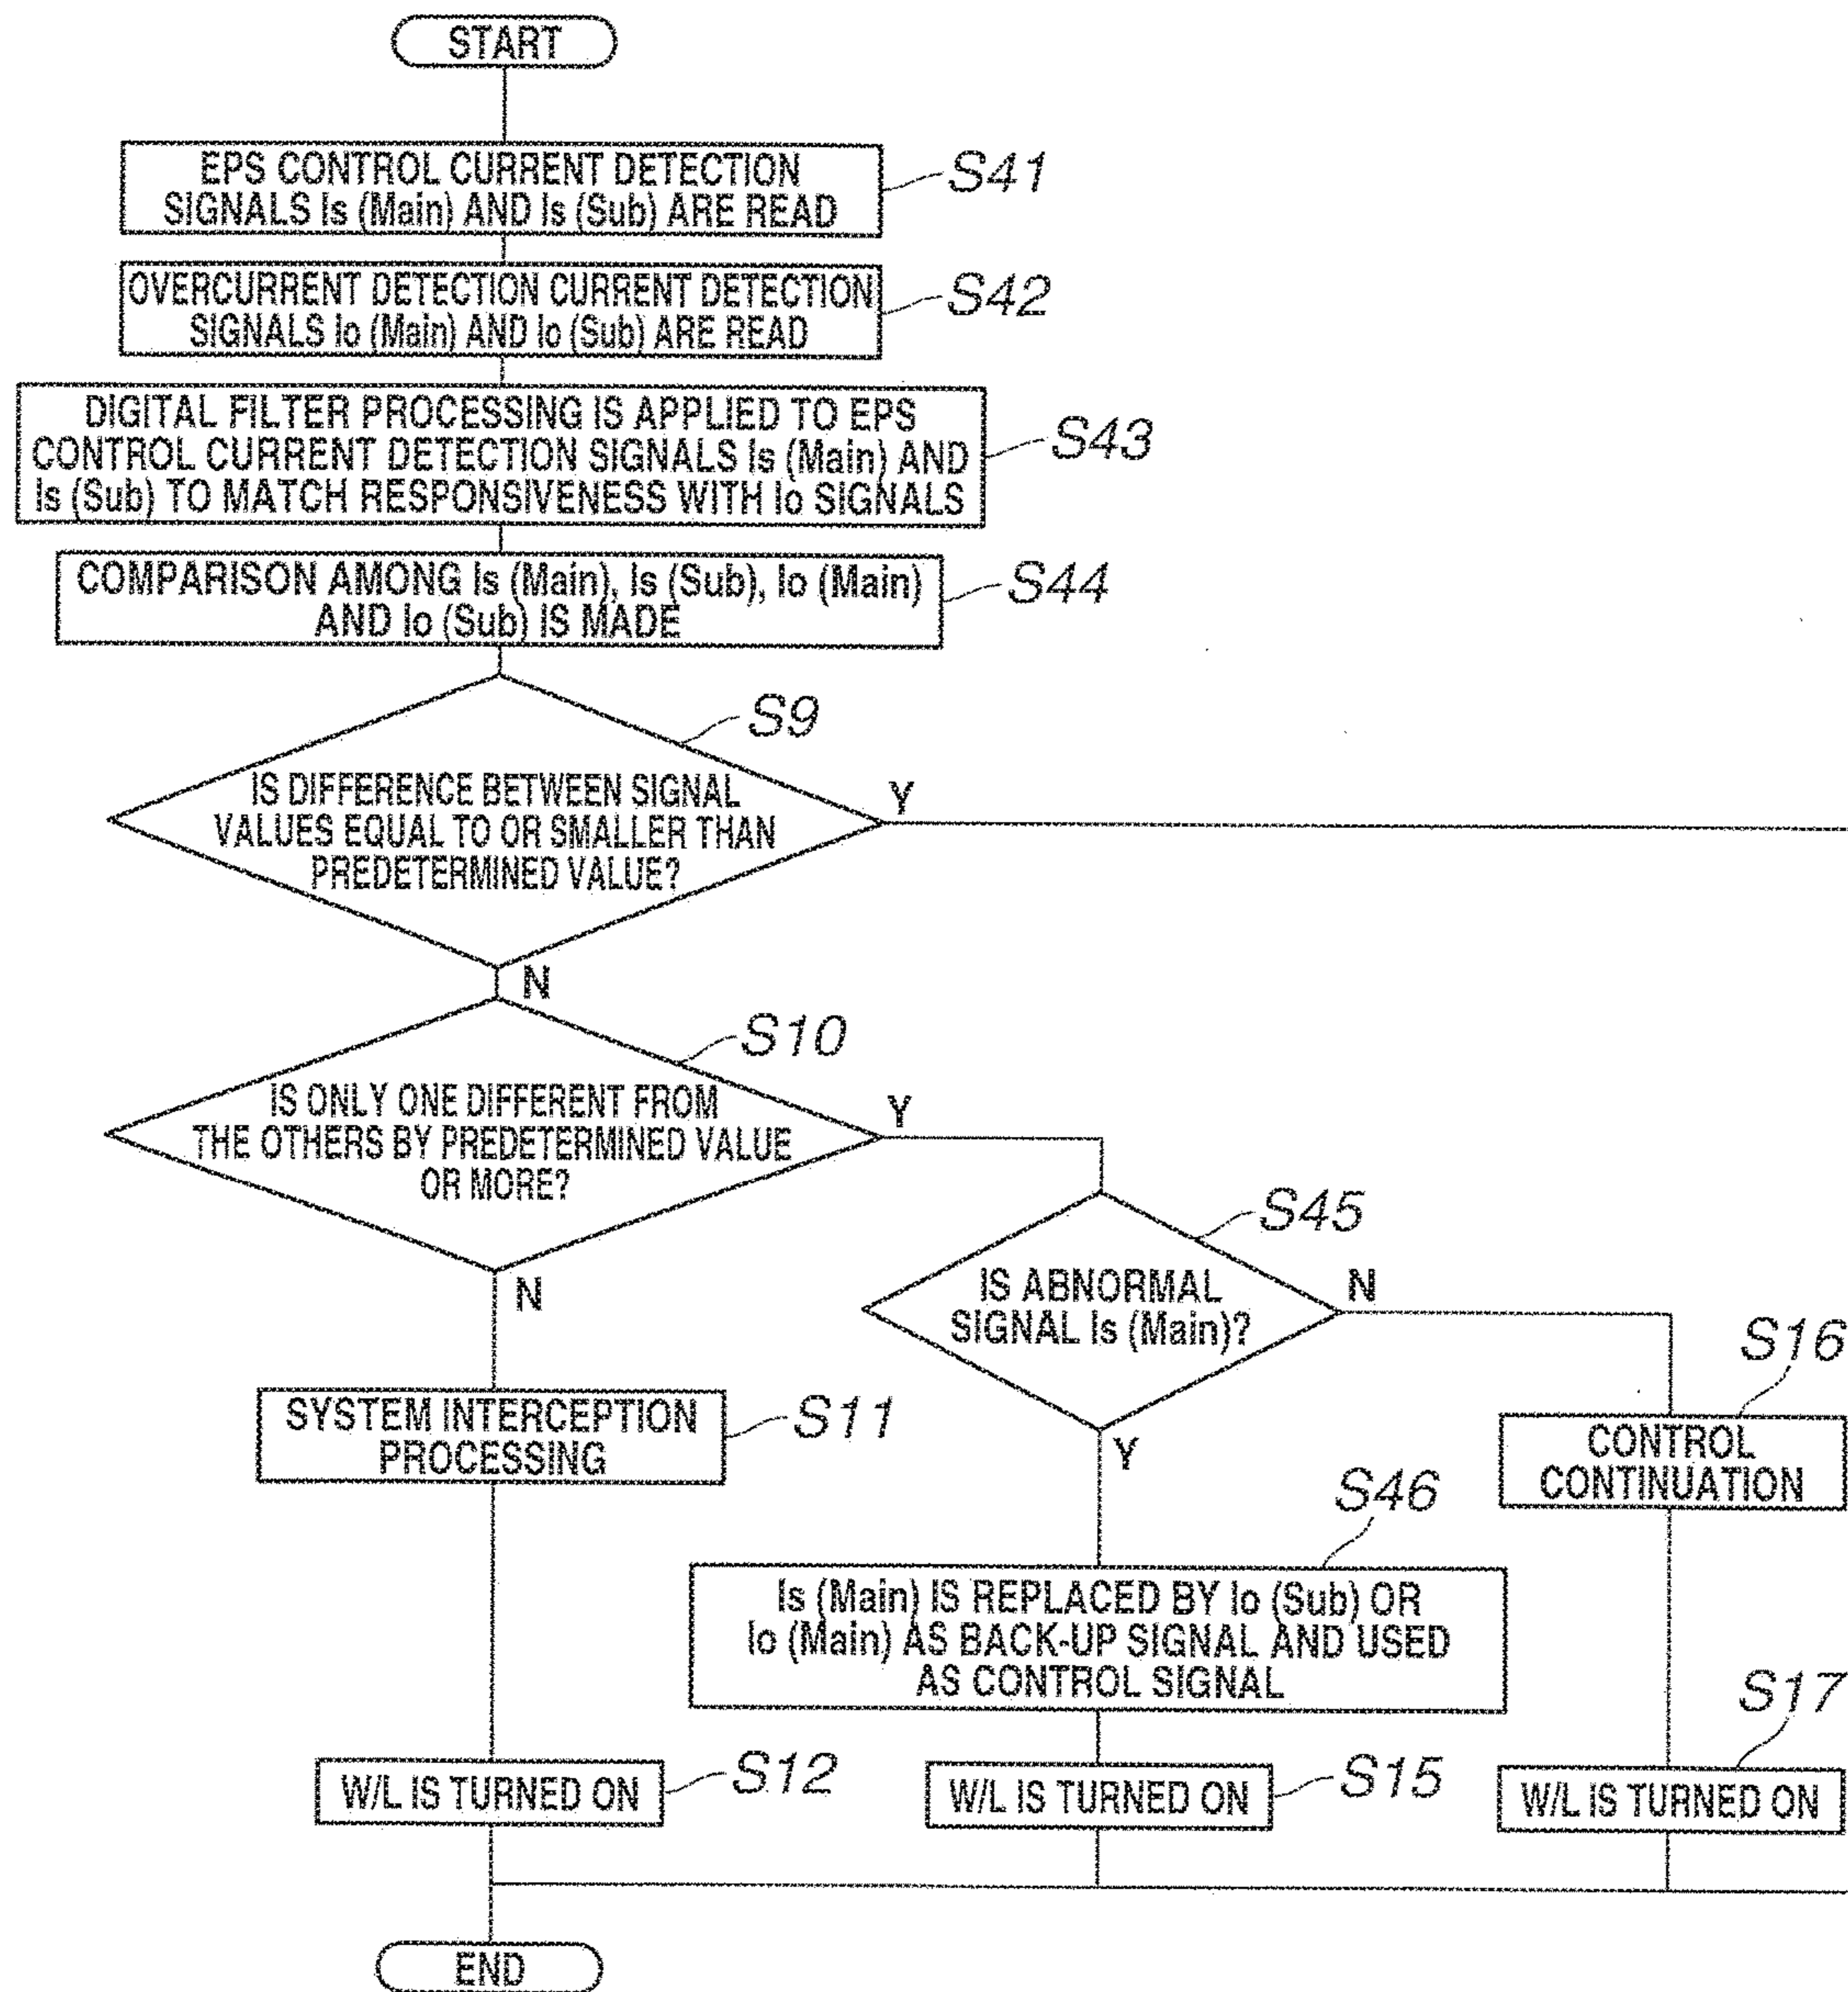 START
EPS CONTROL CURRENT DETECTION
SIGNALS Is (Main) AND Is (Sub) ARE READ
S41
OVERCURRENT DETECTION CURRENT DETECTION
SIGNALS Io (Main) AND Io (Sub) ARE READ
S42
DIGITAL FILTER PROCESSING IS APPLIED TO EPS
CONTROL CURRENT DETECTION SIGNALS Is (Main) AND
Is (Sub) TO MATCH RESPONSIVENESS WITH Io SIGNALS
S43
COMPARISON AMONG Is (Main), Is (Sub), Io (Main)
AND Io (Sub) IS MADE
S44
S9
IS DIFFERENCE BETWEEN SIGNAL
VALUES EQUAL TO OR SMALLER THAN
PREDETERMINED VALUE?
Y
N
S10
IS ONLY ONE DIFFERENT FROM
THE OTHERS BY PREDETERMINED VALUE
OR MORE?
Y
N
S45
IS ABNORMAL
SIGNAL Is (Main)?
N
Y
S16
CONTROL
CONTINUATION
SYSTEM INTERCEPTION
PROCESSING
S11
S46
Is (Main) IS REPLACED BY Io (Sub) OR
Io (Main) AS BACK-UP SIGNAL AND USED
AS CONTROL SIGNAL
S17
W/L IS TURNED ON
S12
W/L IS TURNED ON
S15
W/L IS TURNED ON
END